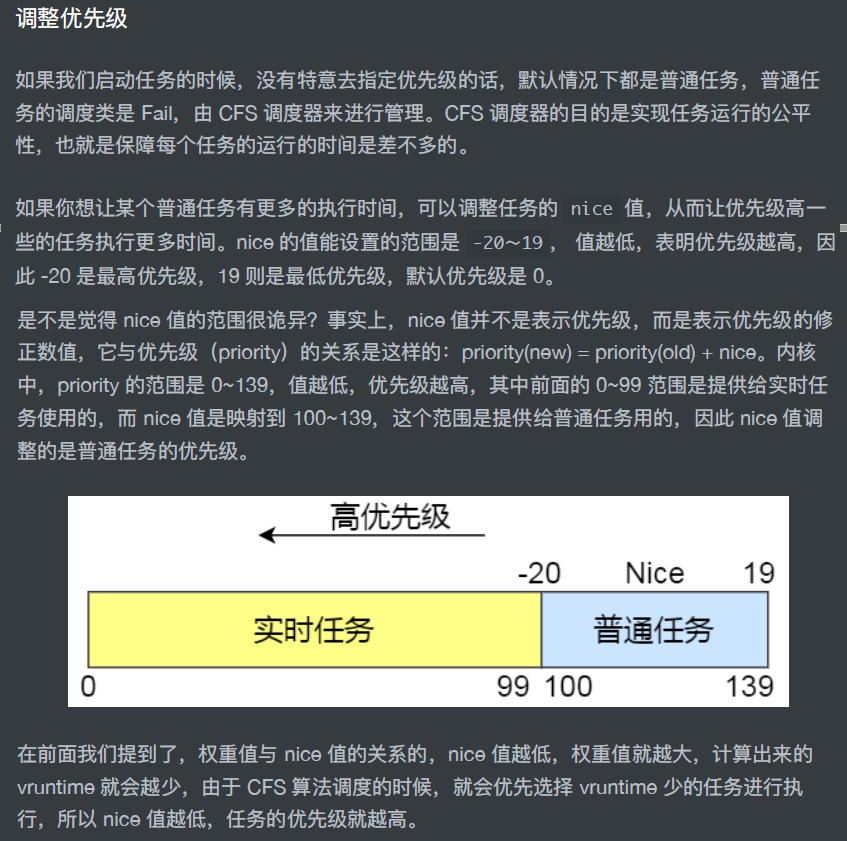 调整优先级
如果我们启动任务的时候，没有特意去指定优先级的话，默认情况下都是普通任务，普通任
务的调度类是 Fail，由 CFS 调度器来进行管理。CFS 调度器的目的是实现任务运行的公平
性，也就是保障每个任务的运行的时间是差不多的。
如果你想让某个普通任务有更多的执行时间，可以调整任务的 nice 值，从而让优先级高一
些的任务执行更多时间。nice 的值能设置的范围是 -20～19 ， 值越低，表明优先级越高，因
此 -20 是最高优先级，19 则是最低优先级，默认优先级是 0。
是不是觉得 nice 值的范围很诡异？事实上，nice 值并不是表示优先级，而是表示优先级的修
正数值，它与优先级（priority）的关系是这样的：priority(new) = priority(old) + nice。内核
中，priority 的范围是 0~139，值越低，优先级越高，其中前面的 0~99 范围是提供给实时任
务使用的，而 nice 值是映射到 100~139，这个范围是提供给普通任务用的，因此 nice 值调
整的是普通任务的优先级。
高优先级
-20 Nice 19
实时任务 普通任务
0 99 100 139
在前面我们提到了，权重值与 nice 值的关系的，nice 值越低，权重值就越大，计算出来的
vruntime 就会越少，由于 CFS 算法调度的时候，就会优先选择 vruntime 少的任务进行执
行，所以 nice 值越低，任务的优先级就越高。